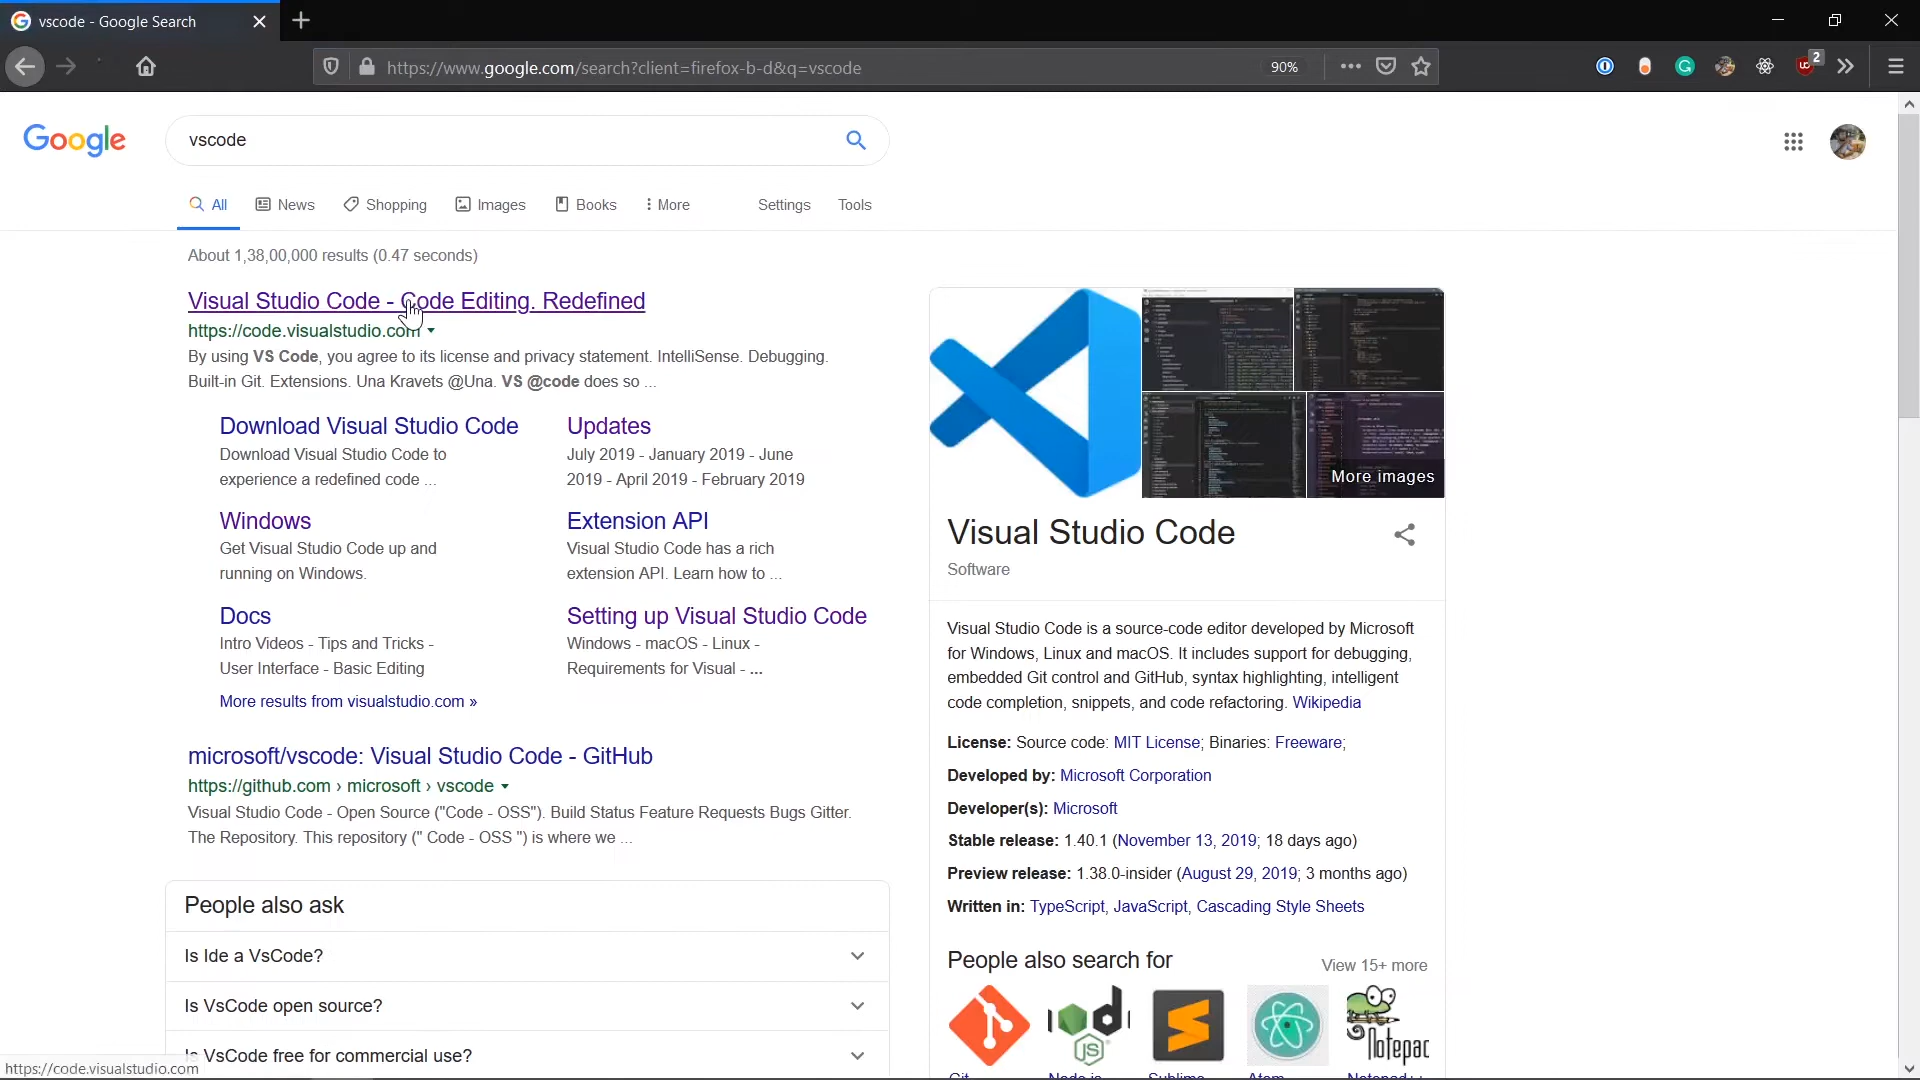 vscode - Google Search
https://www.google.com/search?client=firefox-b-d&q=vscode
90%
2
Google
vscode
All
News
Shopping
Images
Books
More
Settings
Tools
About 1,38,00,000 results (0.47 seconds)
Visual Studio Code - Code Editing. Redefined
https://code.visualstudio.com
By using VS Code, you agree to its license and privacy statement. IntelliSense. Debugging.
Built-in Git. Extensions. Una Kravets @Una. VS @code does so ...
Download Visual Studio Code
Download Visual Studio Code to
experience a redefined code ...
Updates
July 2019 - January 2019 - June
2019 - April 2019 - February 2019
Windows
Get Visual Studio Code up and
running on Windows.
Extension API
Visual Studio Code has a rich
extension API. Learn how to ...
Docs
Intro Videos - Tips and Tricks -
User Interface - Basic Editing
Setting up Visual Studio Code
Windows - macOS - Linux -
Requirements for Visual - ...
More results from visualstudio.com »
microsoft/vscode: Visual Studio Code - GitHub
https://github.com › microsoft › vscode
Visual Studio Code - Open Source ("Code - OSS"). Build Status Feature Requests Bugs Gitter.
The Repository. This repository (" Code - OSS ") is where we ...
People also ask
Is Ide a VsCode?
Is VsCode open source?
Is VsCode free for commercial use?
https://code.visualstudio.com
More images
Visual Studio Code
Software
Visual Studio Code is a source-code editor developed by Microsoft
for Windows, Linux and macOS. It includes support for debugging,
embedded Git control and GitHub, syntax highlighting, intelligent
code completion, snippets, and code refactoring. Wikipedia
License: Source code: MIT License; Binaries: Freeware;
Developed by: Microsoft Corporation
Developer(s): Microsoft
Stable release: 1.40.1 (November 13, 2019; 18 days ago)
Preview release: 1.38.0-insider (August 29, 2019; 3 months ago)
Written in: TypeScript, JavaScript, Cascading Style Sheets
People also search for
View 15+ more